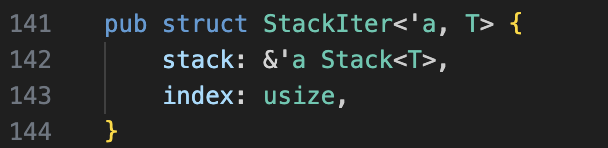 141 pub struct StackIter<'a, T> {
142 stack: &'a Stack<T>,
143 index: usize,
144 }